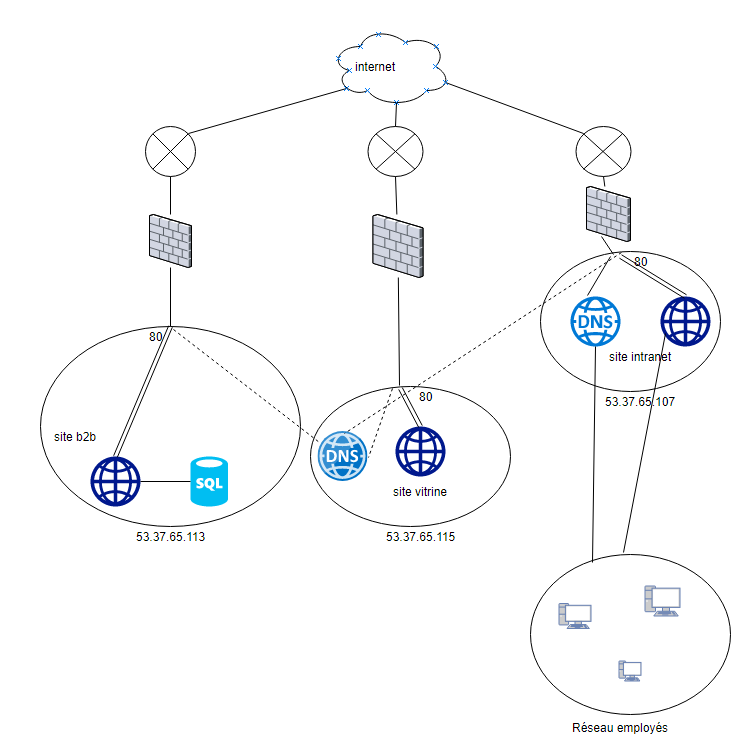 internet
80
DNS
80
site intranet
80
53.37.65.107
site b2b
DNS
SQL
site vitrine
53.37.65.113
53.37.65.115
Réseau employés